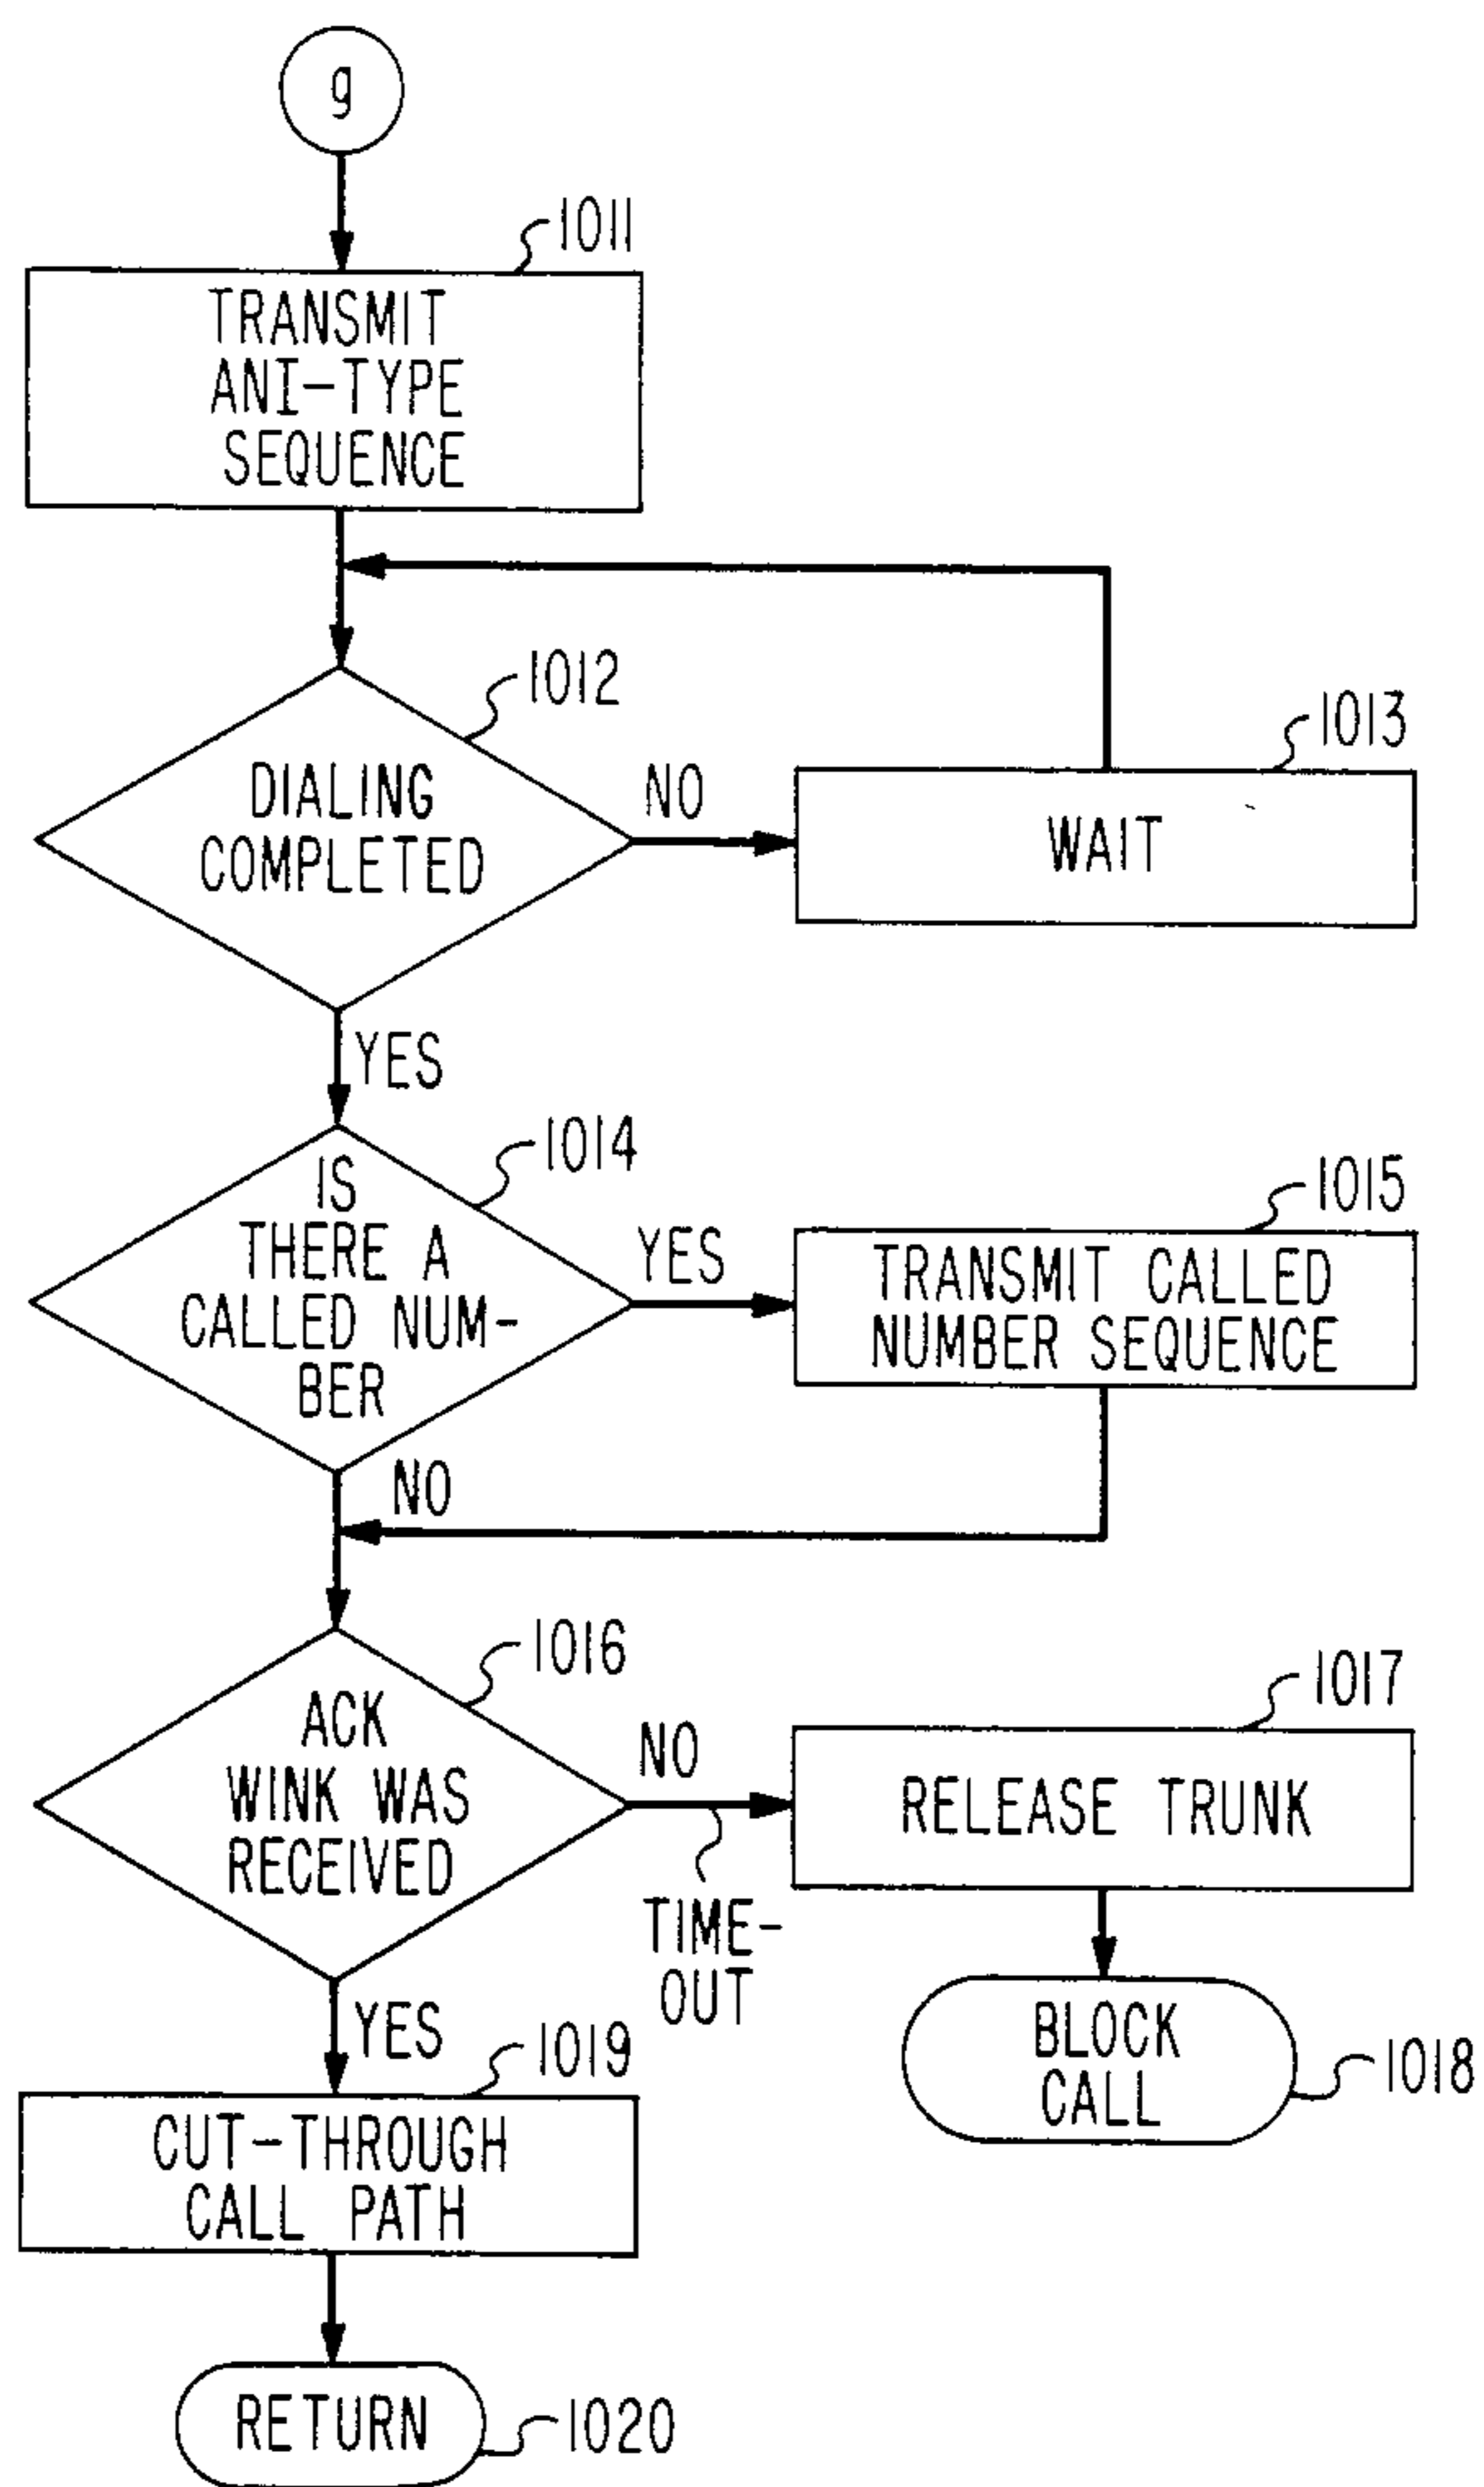 g
1011
TRANSMIT
ANI-TYPE
SEQUENCE
1012
DIALING
COMPLETED
NO
1013
WAIT
YES
1014
IS
THERE A
CALLED NUM-
BER
YES
1015
TRANSMIT CALLED
NUMBER SEQUENCE
NO
1016
ACK
WINK WAS
RECEIVED
NO
TIME-
OUT
1017
RELEASE TRUNK
BLOCK
CALL
1018
YES
1019
CUT-THROUGH
CALL PATH
RETURN
1020